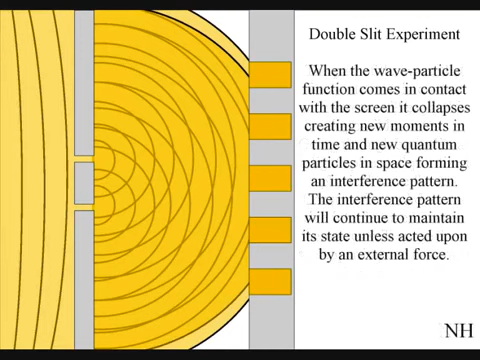 Double Slit Experiment
When the wave-particle
function comes in contact
with the screen it collapses
creating new moments in
time and new quantum
particles in space forming
an interference pattern.
The interference pattern
will continue to maintain
its state unless acted upon
by an external force.
NH